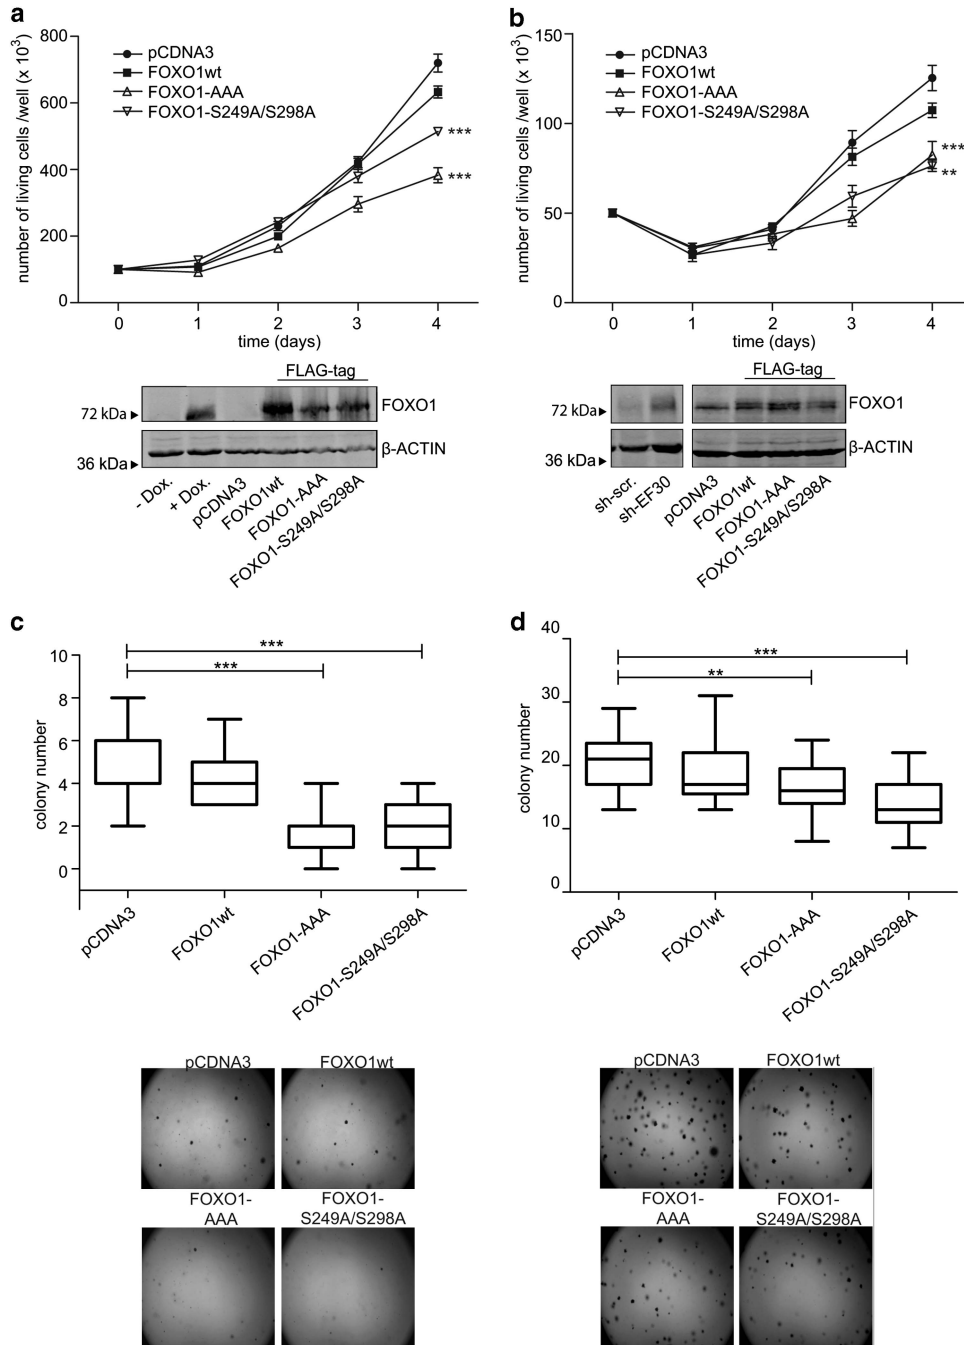 a
number of living cells /well (x 10³)
800
600
400
200
0
pCDNA3
FOXO1wt
FOXO1-AAA
FOXO1-S249A/S298A
***
***
0 1 2 3 4
time (days)
FLAG-tag
72 kDa
FOXO1
36 kDa
β-ACTIN
- Dox.
+ Dox.
pCDNA3
FOXO1wt
FOXO1-AAA
FOXO1-S249A/S298A
b
number of living cells /well (x 10³)
150
100
50
0
pCDNA3
FOXO1wt
FOXO1-AAA
FOXO1-S249A/S298A
***
**
0 1 2 3 4
time (days)
FLAG-tag
72 kDa
FOXO1
36 kDa
β-ACTIN
sh-scr.
sh-EF30
pCDNA3
FOXO1wt
FOXO1-AAA
FOXO1-S249A/S298A
c
colony number
10
8
6
4
2
0
***
***
pCDNA3
FOXO1wt
FOXO1-AAA
FOXO1-S249A/S298A
pCDNA3
FOXO1wt
FOXO1-
AAA
FOXO1-
S249A/S298A
d
colony number
40
30
20
10
0
***
**
pCDNA3
FOXO1wt
FOXO1-AAA
FOXO1-S249A/S298A
pCDNA3
FOXO1wt
FOXO1-
AAA
FOXO1-
S249A/S298A